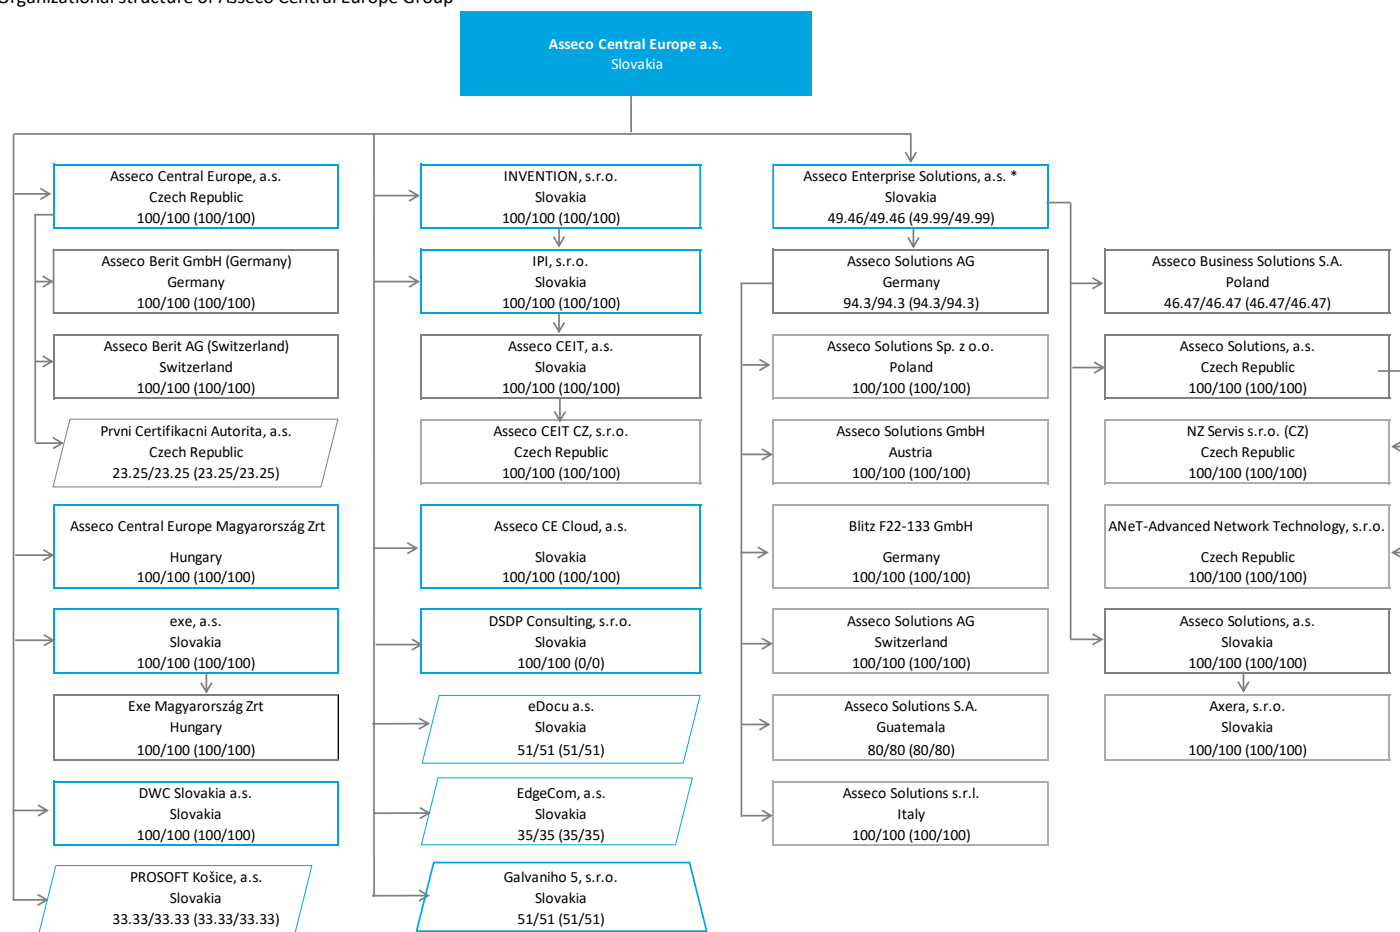 Organizational structure of Asseco Central Europe Group
Asseco Central Europe a.s.
Slovakia
Asseco Central Europe, a.s.
Czech Republic
100/100 (100/100)
Asseco Berit GmbH (Germany)
Germany
100/100 (100/100)
Asseco Berit AG (Switzerland)
Switzerland
100/100 (100/100)
Prvni Certifikacni Autorita, a.s.
Czech Republic
23.25/23.25 (23.25/23.25)
Asseco Central Europe Magyarország Zrt
Hungary
100/100 (100/100)
exe, a.s.
Slovakia
100/100 (100/100)
Exe Magyarország Zrt
Hungary
100/100 (100/100)
DWC Slovakia a.s.
Slovakia
100/100 (100/100)
PROSOFT Košice, a.s.
Slovakia
33.33/33.33 (33.33/33.33)
INVENTION, s.r.o.
Slovakia
100/100 (100/100)
IPI, s.r.o.
Slovakia
100/100 (100/100)
Asseco CEIT, a.s.
Slovakia
100/100 (100/100)
Asseco CEIT CZ, s.r.o.
Czech Republic
100/100 (100/100)
Asseco CE Cloud, a.s.
Slovakia
100/100 (100/100)
DSDP Consulting, s.r.o.
Slovakia
100/100 (0/0)
eDocu a.s.
Slovakia
51/51 (51/51)
EdgeCom, a.s.
Slovakia
35/35 (35/35)
Galvaniho 5, s.r.o.
Slovakia
51/51 (51/51)
Asseco Enterprise Solutions, a.s. *
Slovakia
49.46/49.46 (49.99/49.99)
Asseco Solutions AG
Germany
94.3/94.3 (94.3/94.3)
Asseco Solutions Sp. z o.o.
Poland
100/100 (100/100)
Asseco Solutions GmbH
Austria
100/100 (100/100)
Blitz F22-133 GmbH
Germany
100/100 (100/100)
Asseco Solutions AG
Switzerland
100/100 (100/100)
Asseco Solutions S.A.
Guatemala
80/80 (80/80)
Asseco Solutions s.r.l.
Italy
100/100 (100/100)
Asseco Business Solutions S.A.
Poland
46.47/46.47 (46.47/46.47)
Asseco Solutions, a.s.
Czech Republic
100/100 (100/100)
NZ Servis s.r.o. (CZ)
Czech Republic
100/100 (100/100)
ANeT-Advanced Network Technology, s.r.o.
Czech Republic
100/100 (100/100)
Asseco Solutions, a.s.
Slovakia
100/100 (100/100)
Axera, s.r.o.
Slovakia
100/100 (100/100)